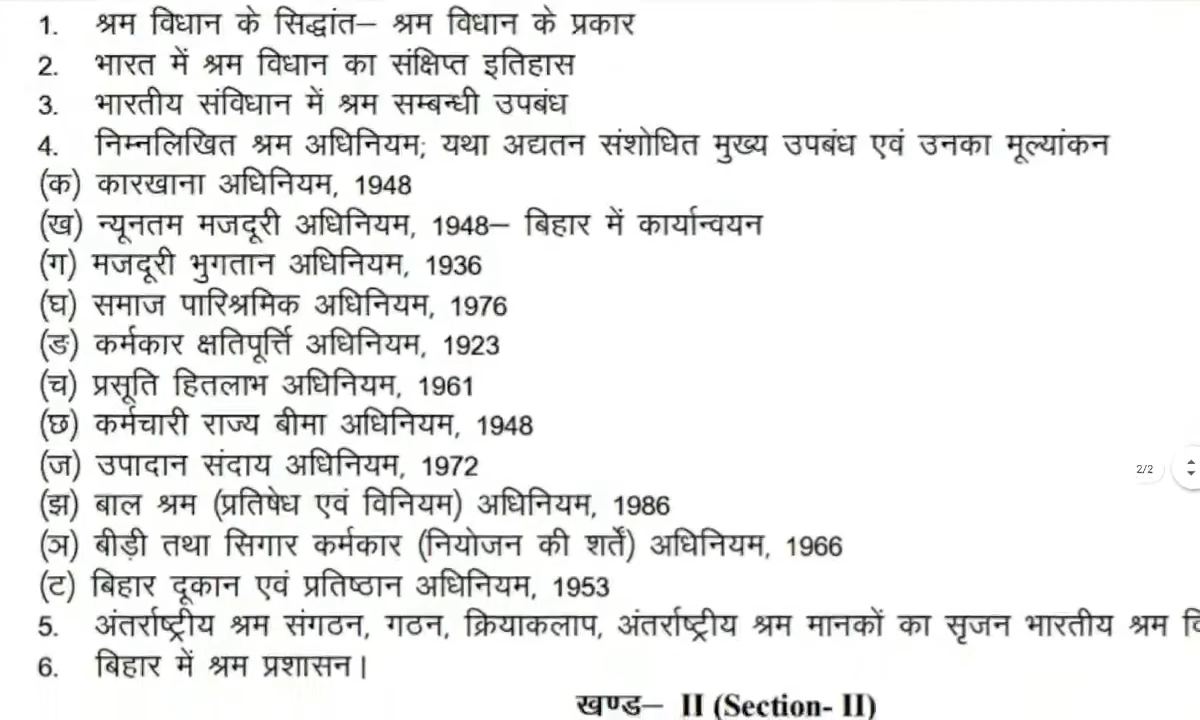 1. श्रम विधान के सिद्धांत– श्रम विधान के प्रकार
2. भारत में श्रम विधान का संक्षिप्त इतिहास
3. भारतीय संविधान में श्रम सम्बन्धी उपबंध
4. निम्नलिखित श्रम अधिनियम; यथा अद्यतन संशोधित मुख्य उपबंध एवं उनका मूल्यांकन
(क) कारखाना अधिनियम, 1948
(ख) न्यूनतम मजदूरी अधिनियम, 1948– बिहार में कार्यान्वयन
(ग) मजदूरी भुगतान अधिनियम, 1936
(घ) समाज पारिश्रमिक अधिनियम, 1976
(ङ) कर्मकार क्षतिपूर्त्ति अधिनियम, 1923
(च) प्रसूति हितलाभ अधिनियम, 1961
(छ) कर्मचारी राज्य बीमा अधिनियम, 1948
(ज) उपादान संदाय अधिनियम, 1972
2/2
(झ) बाल श्रम (प्रतिषेध एवं विनियम) अधिनियम, 1986
(ञ) बीड़ी तथा सिगार कर्मकार (नियोजन की शर्तें) अधिनियम, 1966
(ट) बिहार दूकान एवं प्रतिष्ठान अधिनियम, 1953
5. अंतर्राष्ट्रीय श्रम संगठन, गठन, क्रियाकलाप, अंतर्राष्ट्रीय श्रम मानकों का सृजन भारतीय श्रम
6. बिहार में श्रम प्रशासन।
खण्ड– II (Section- II)